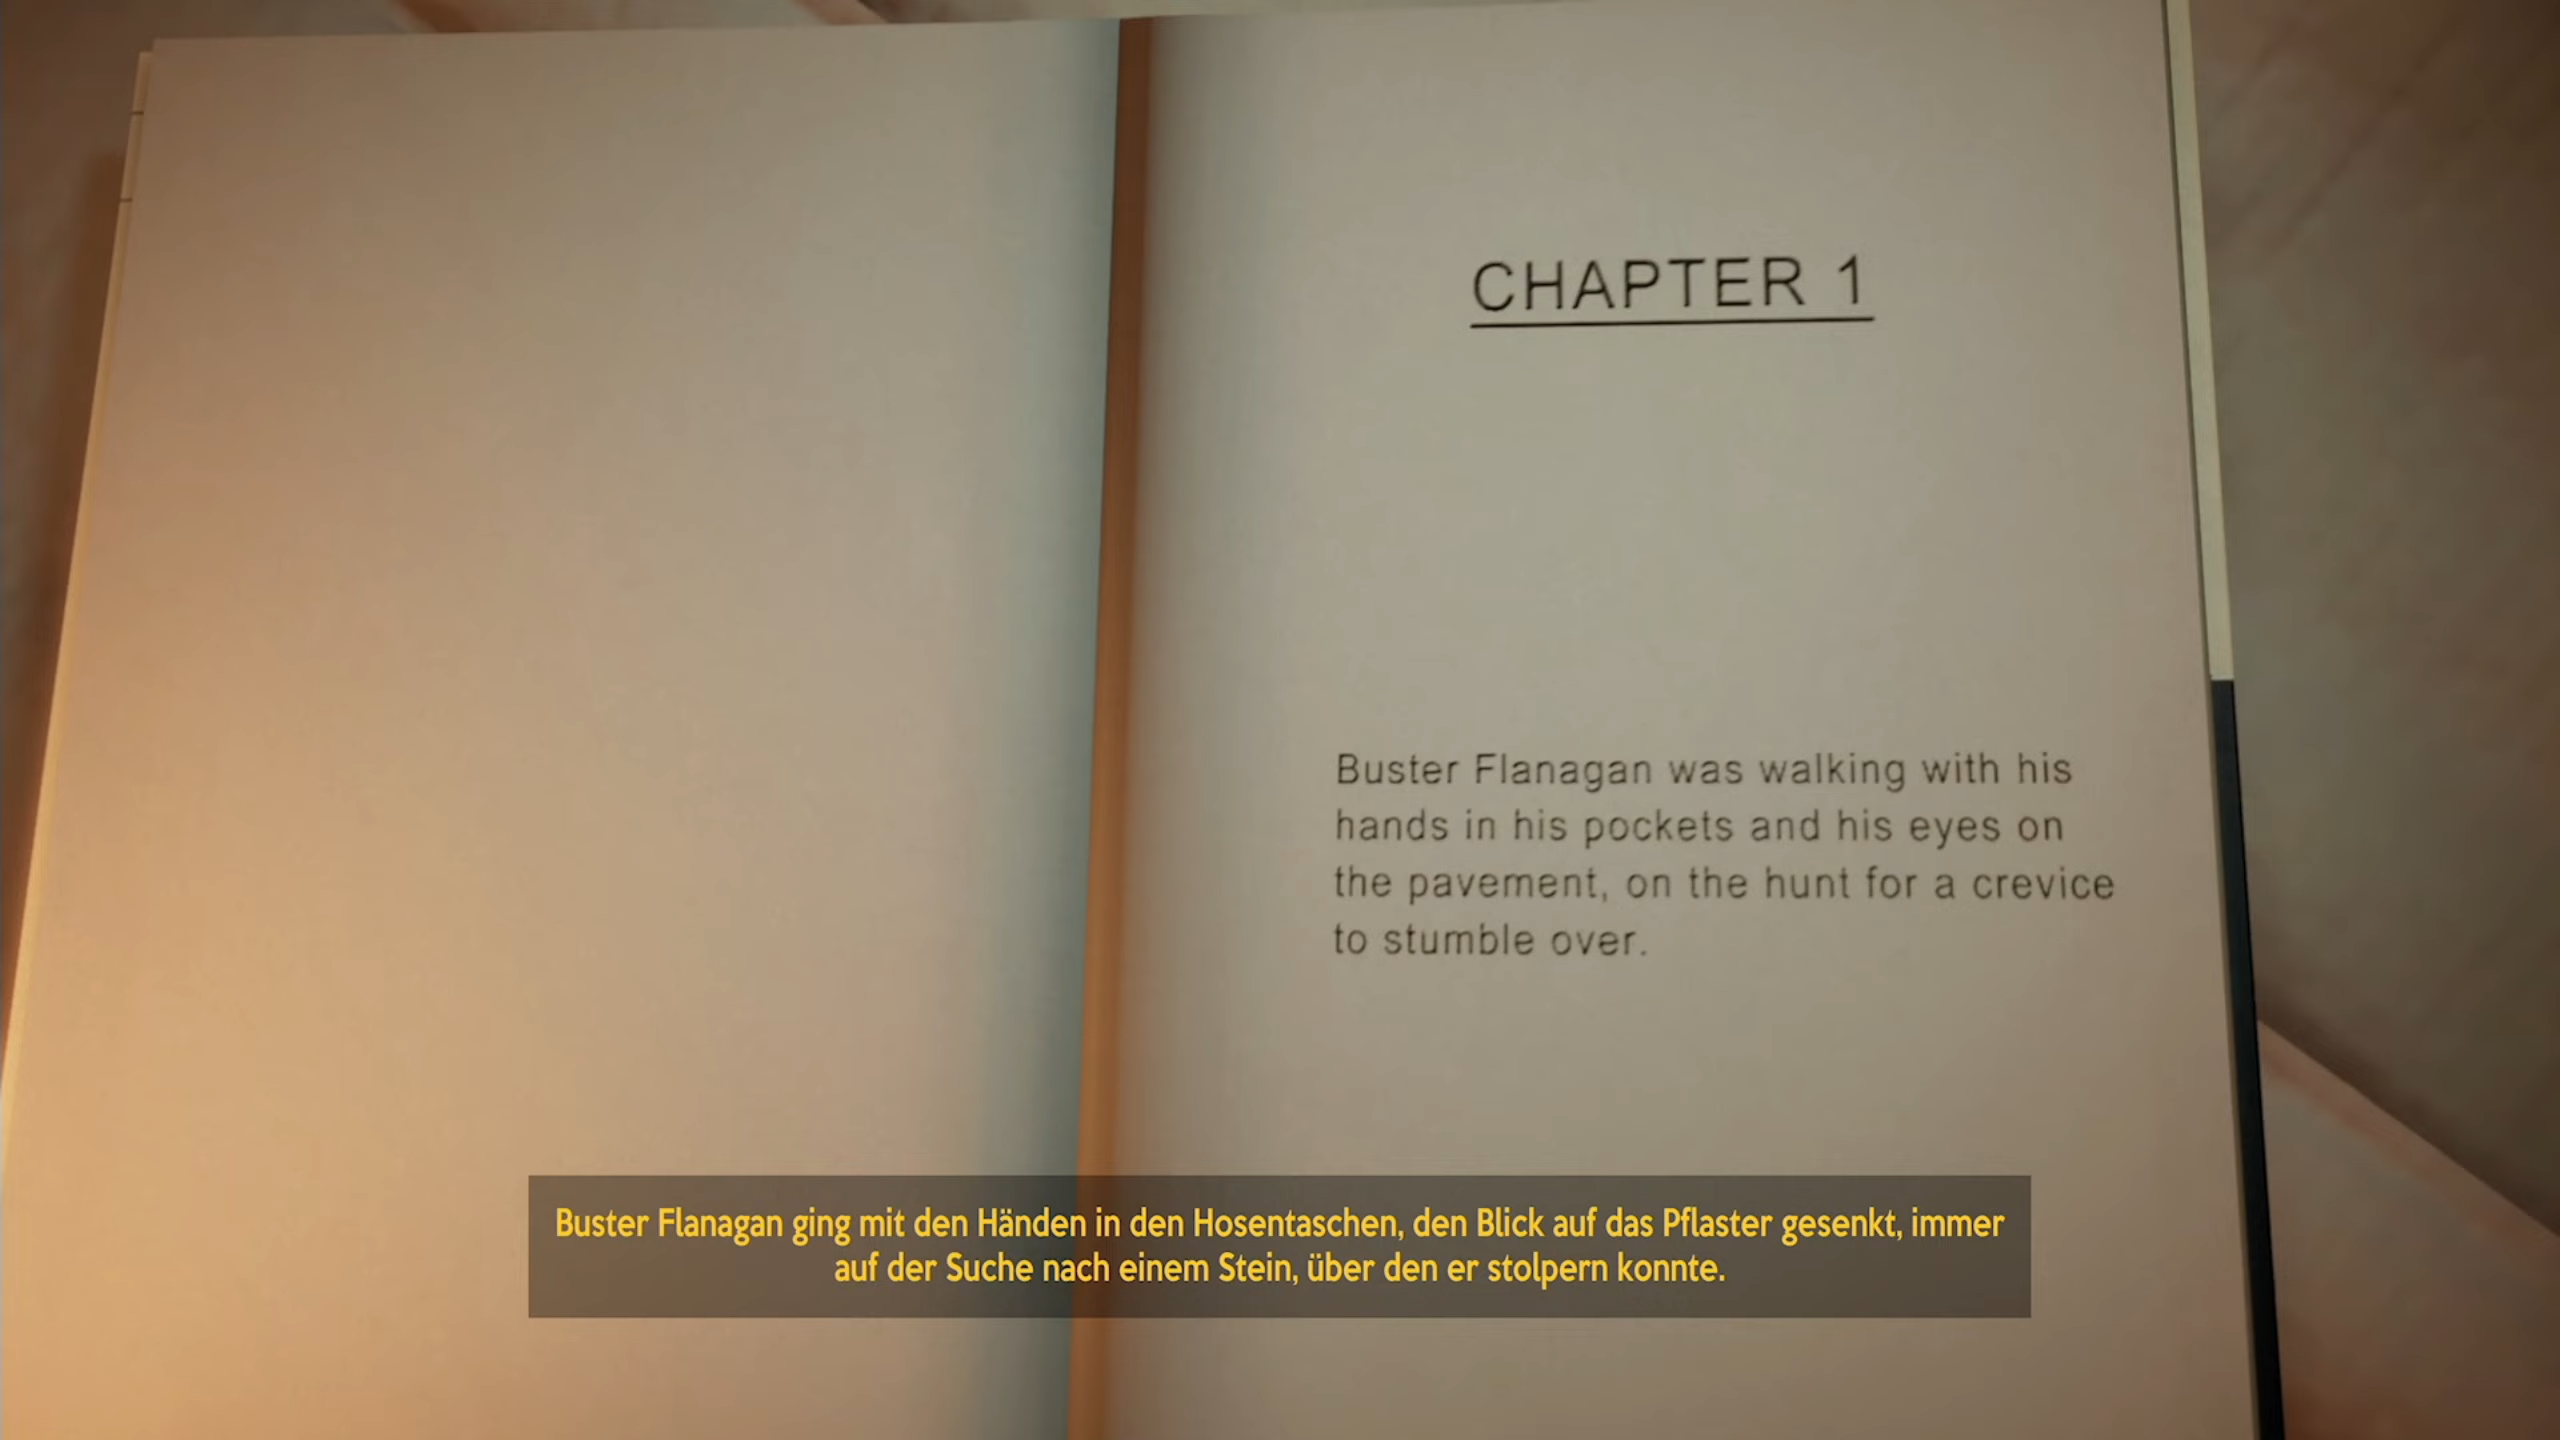 CHAPTER 1
Buster Flanagan was walking with his
hands in his pockets and his eyes on
the pavement, on the hunt for a crevice
to stumble over.
Buster Flanagan ging mit den Händen in den Hosentaschen, den Blick auf das Pflaster gesenkt, immer
auf der Suche nach einem Stein, über den er stolpern konnte.